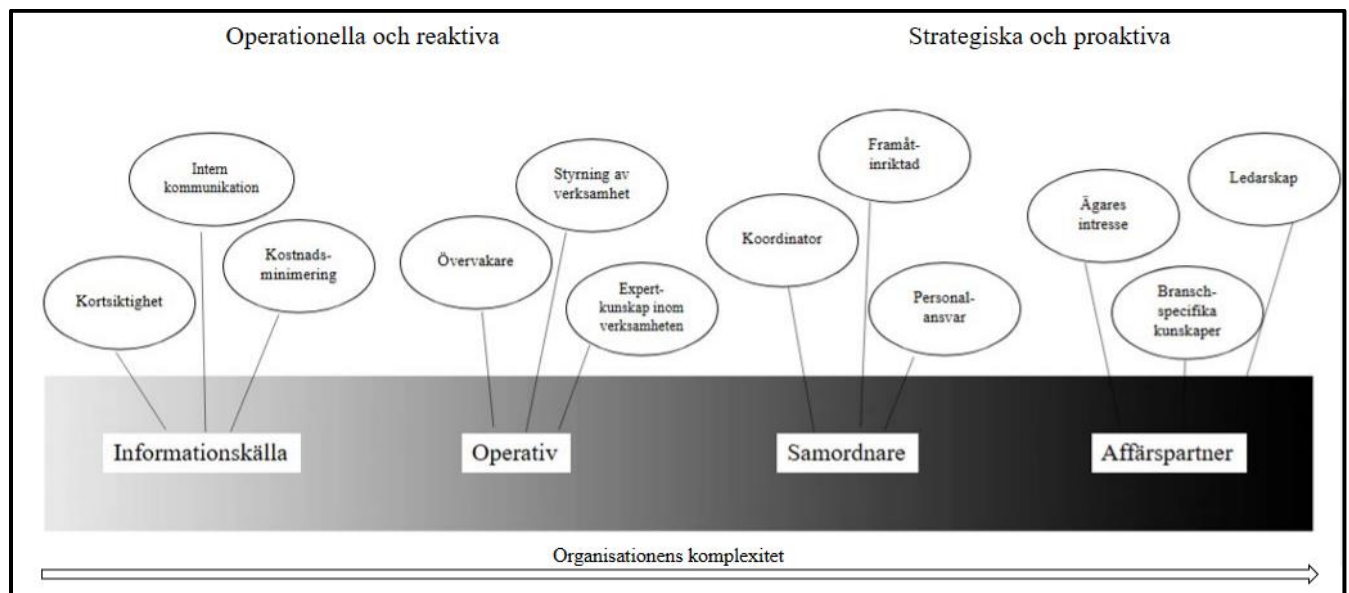 Operationella och reaktiva
Strategiska och proaktiva
Intern
kommunikation
Kostnads-
minimering
Kortsiktighet
Styrning av
verksamhet
Övervakare
Expert-
kunskap inom
verksamheten
Framåt-
inriktad
Koordinator
Personal-
ansvar
Ledarskap
Ägares
intresse
Bransch-
specifika
kunskaper
Informationskälla
Operativ
Samordnare
Affärspartner
Organisationens komplexitet